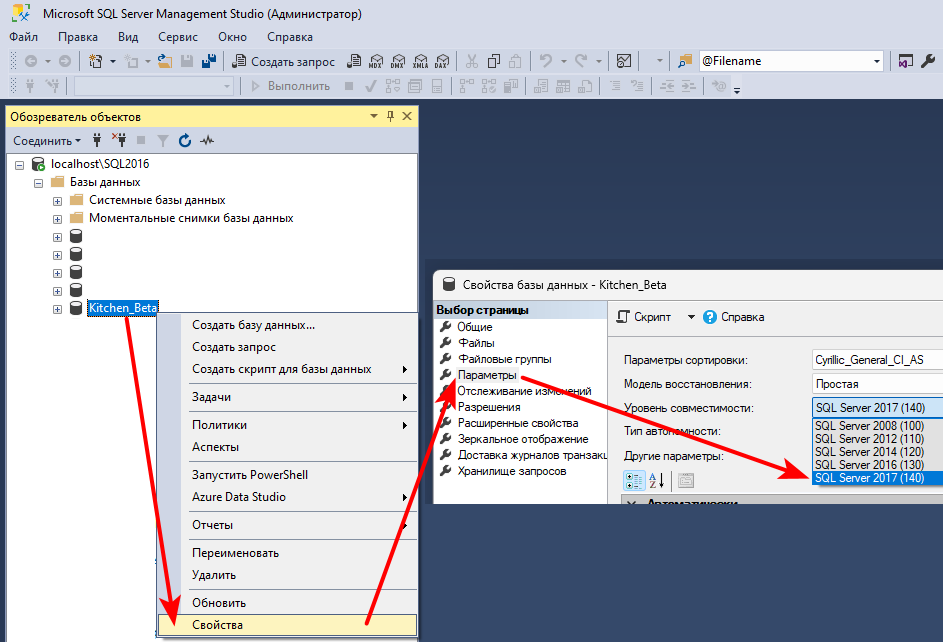 Microsoft SQL Server Management Studio (Администратор)
Файл Правка Вид Сервис Окно Справка
Создать запрос MDX DMX XMLA DAX @Filename
Выполнить
Обозреватель объектов
Соединить
localhost\SQL2016
Базы данных
Системные базы данных
Моментальные снимки базы данных
Kitchen_Beta
Создать базу данных...
Создать запрос
Создать скрипт для базы данных
Задачи
Политики
Аспекты
Запустить PowerShell
Azure Data Studio
Отчеты
Переименовать
Удалить
Обновить
Свойства
Свойства базы данных - Kitchen_Beta
Выбор страницы
Общие
Файлы
Файловые группы
Параметры
Отслеживание изменений
Разрешения
Расширенные свойства
Зеркальное отображение
Доставка журналов транзакц
Хранилище запросов
Скрипт Справка
Параметры сортировки: Cyrillic_General_CI_AS
Модель восстановления: Простая
Уровень совместимости: SQL Server 2017 (140)
SQL Server 2008 (100)
SQL Server 2012 (110)
SQL Server 2014 (120)
SQL Server 2016 (130)
SQL Server 2017 (140)
Тип автономности:
Другие параметры:
Автоматически